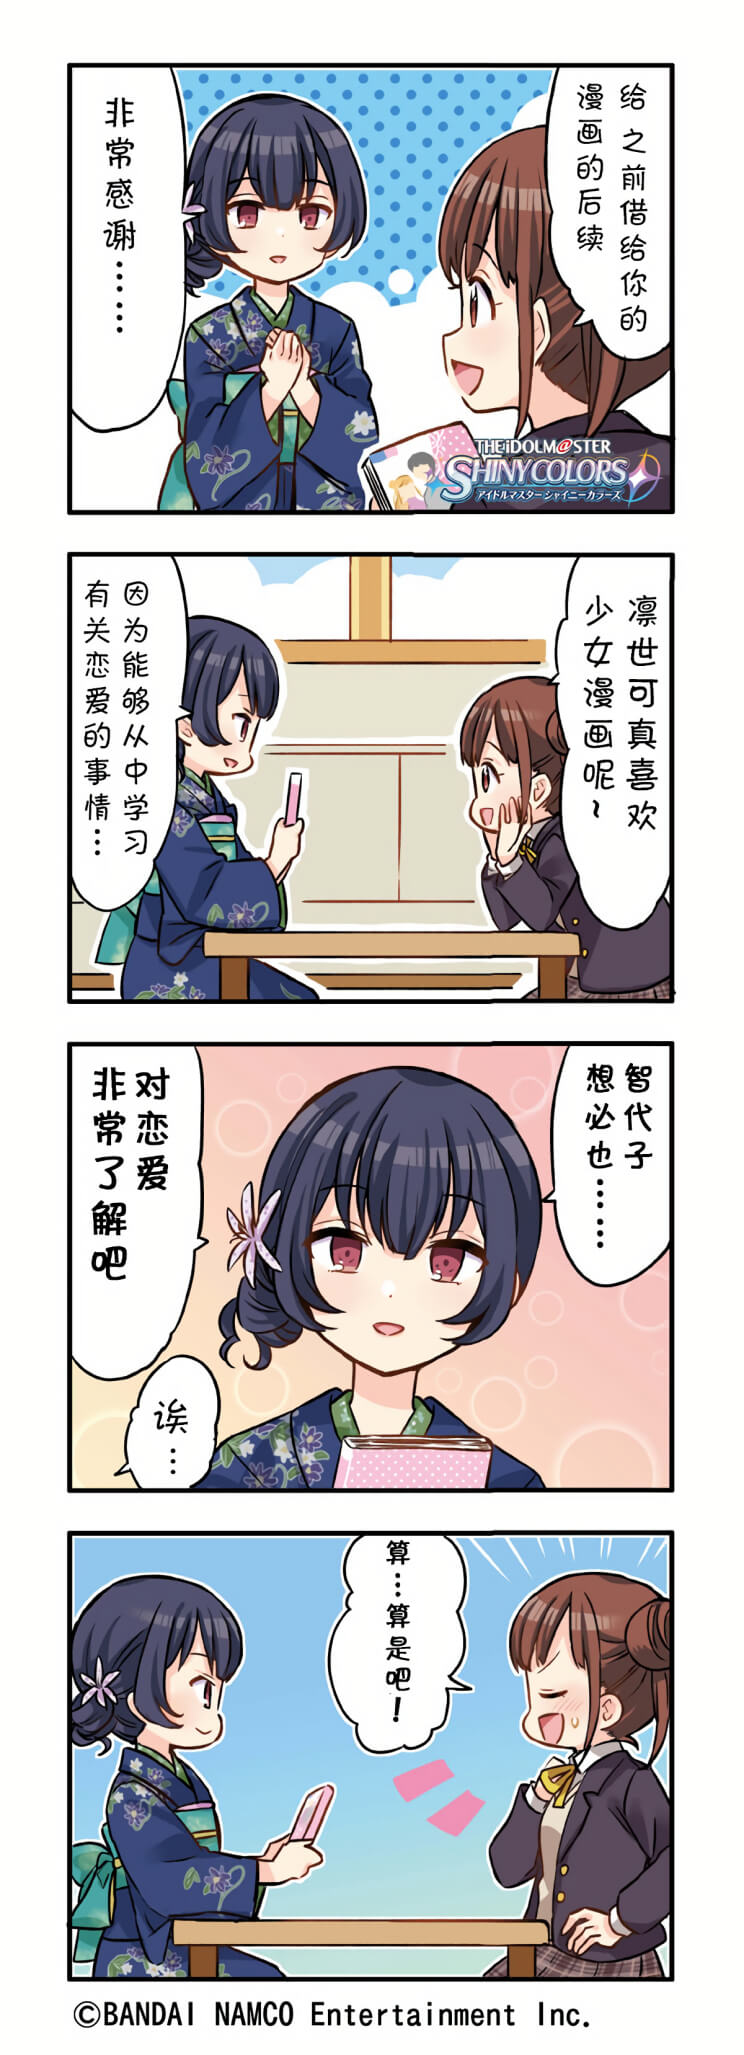 给 之前借给你的
漫画的后续
非常感谢……
THE iDOLM@STER
SHINYCOLORS
アイドルマスター シャイニーカラーズ
凛世可真喜欢
少女漫画呢~
因为能够从中学习
有关恋爱的事情…
智代子
想必也……
对恋爱
非常了解吧
诶…
算…算是吧！
©BANDAI NAMCO Entertainment Inc.